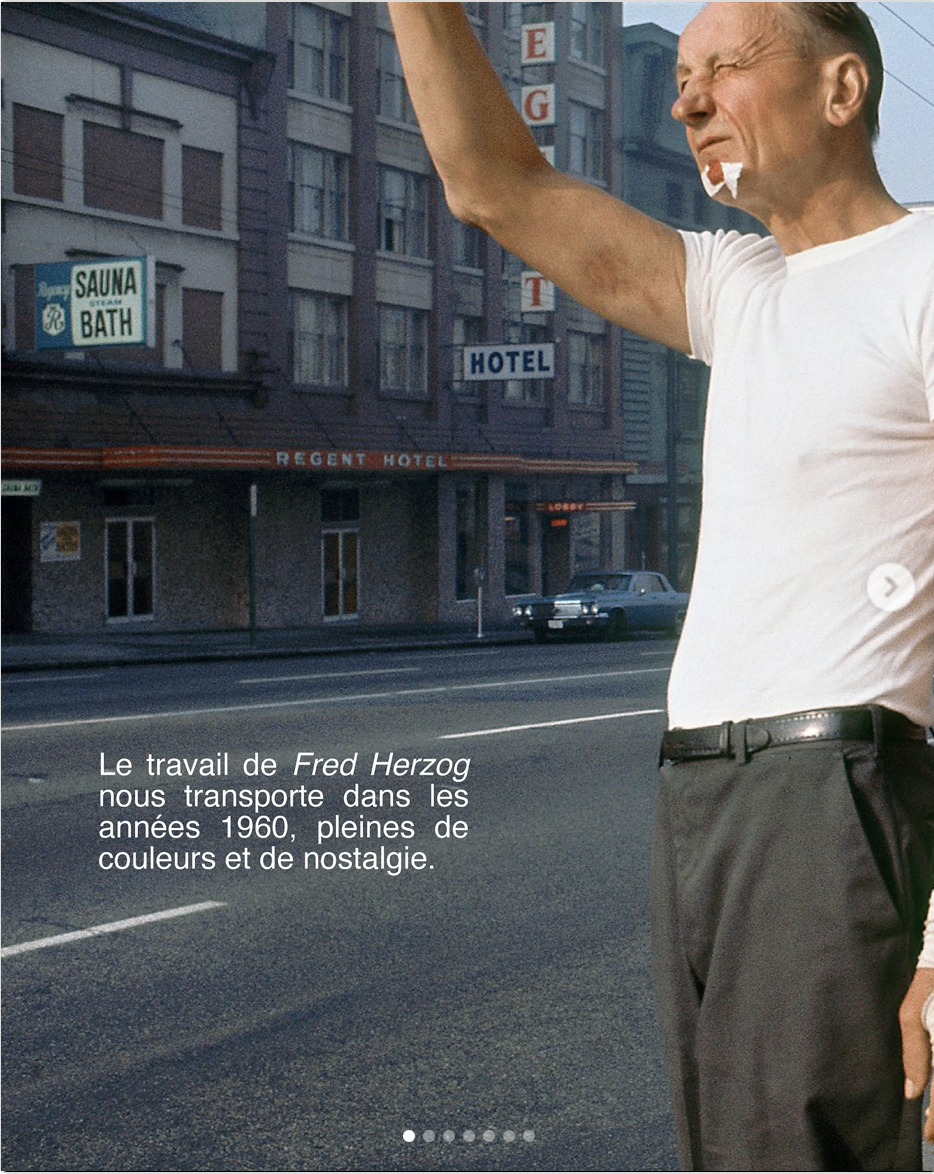 E
G
T
Regency
SAUNA
STEAM
BATH
R
HOTEL
REGENT HOTEL
LOBBY
Le travail de Fred Herzog
nous transporte dans les
années 1960, pleines de
couleurs et de nostalgie.